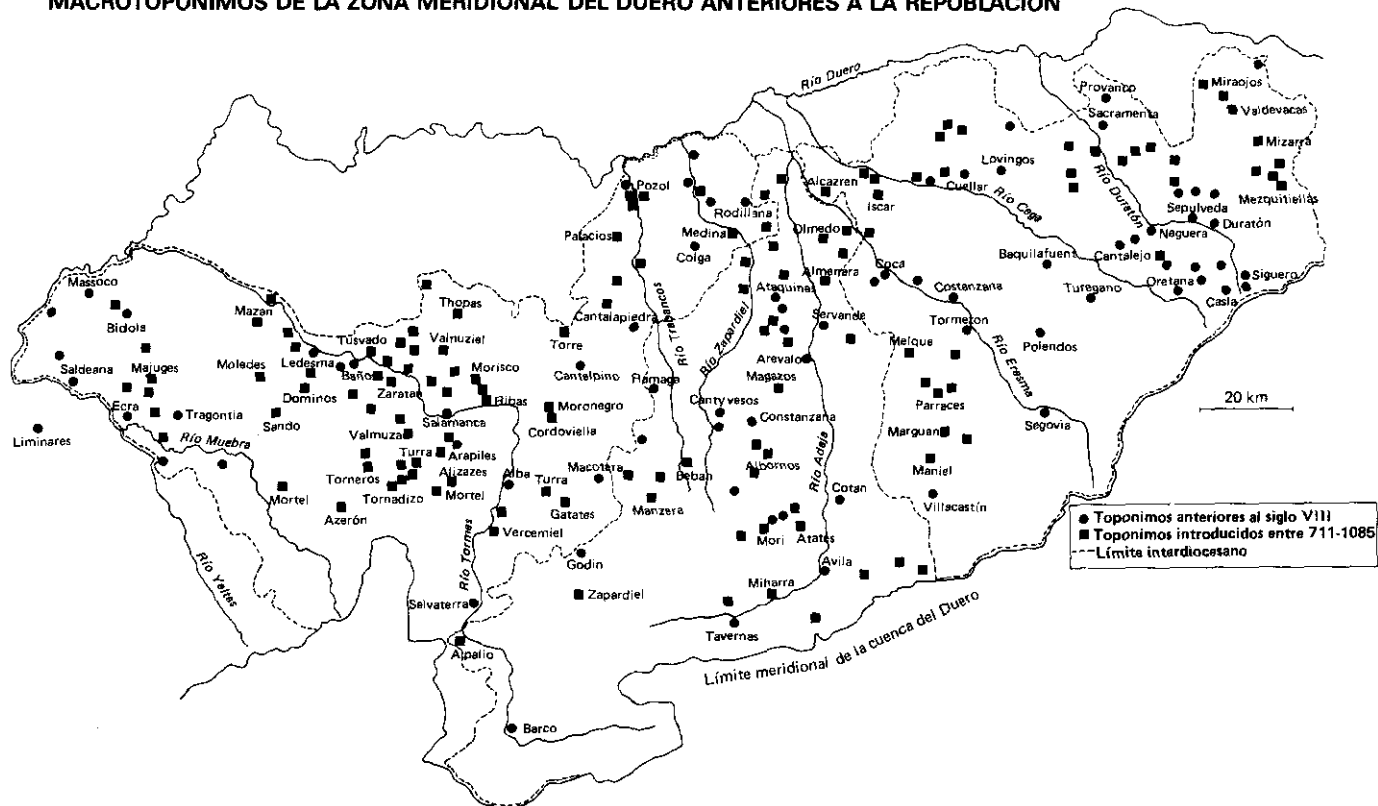 MACROTOPONIMOS DE LA ZONA MERIDIONAL DEL DUERO ANTERIORES A LA REPOBLACION
Río Duero
Provanco
Sacramenta
Miraojos
Valdevacas
Mizarra
Mezquitiellas
Lovingos
Cuellar
Río Cega
Río Duratón
Sepulveda
Duratón
Neguera
Cantalejo
Oretana
Casla
Siguero
Baquilafuent
Turegano
Pozol
Palacios
Rodillana
Medina
Colga
Alcazren
Iscar
Olmedo
Almerrera
Coca
Costanzana
Tormezon
Polendos
Río Eresma
Segovia
Ataquinas
Servande
Melque
Parraces
Marguan
Maniel
Villacastín
Massoco
Bidola
Mazan
Thopas
Cantalapiedra
Río Trabancos
Río Zapardiel
Arevalo
Magazos
Majuges
Saldeana
Ecra
Liminares
Tragontia
Río Muebra
Moledes
Ledesma
Tusvado
Valmuziel
Baños
Dominos
Zaratan
Morisco
Ribas
Torre
Cantelpino
Ramaga
Cantyvesos
Constanzana
Moronegro
Cordoviella
Sando
Valmuza
Salamanca
Arapiles
Turra
Alizazes
Torneros
Tornadizo
Mortel
Mortel
Azerón
Alba
Turra
Gatates
Macotera
Manzera
Beban
Albornos
Río Adaja
Cotan
Vercemiel
Godin
Zapardiel
Mori
Atates
Avila
Miharra
Tavernas
Río Yeltes
Río Tormes
Selvaterra
Alpalio
Barco
Límite meridional de la cuenca del Duero
20 km
Toponimos anteriores al siglo VIII
Toponimos introducidos entre 711-1085
Límite interdiocesano